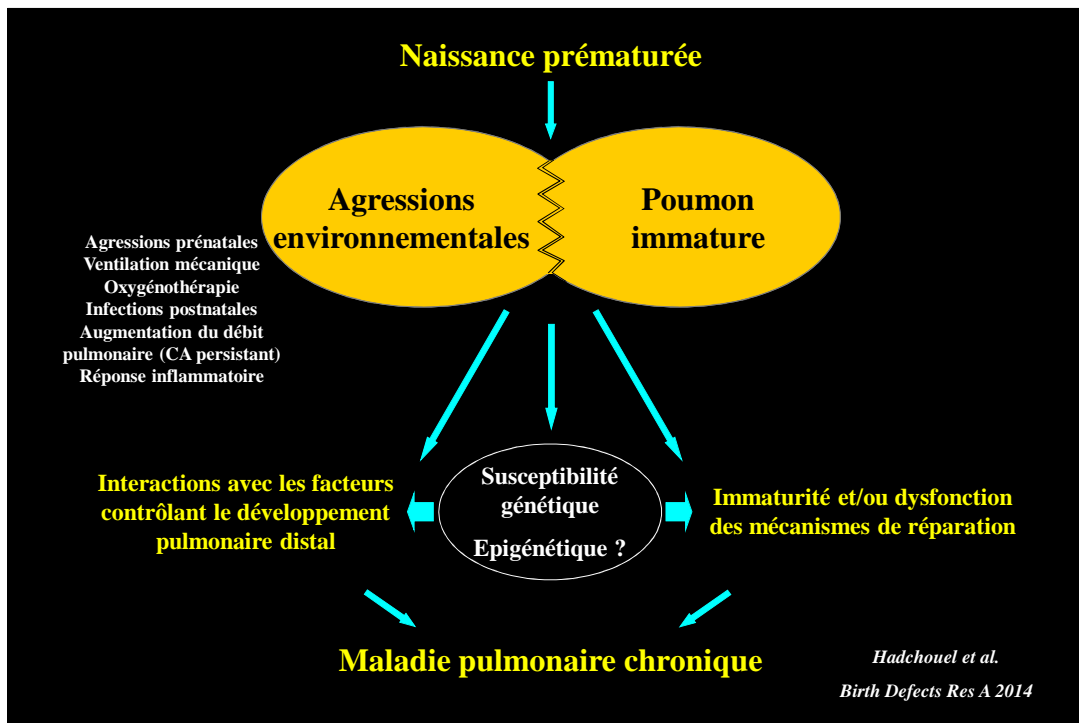 Naissance prématurée
Agressions
environnementales
Poumon
immature
Agressions prénatales
Ventilation mécanique
Oxygénothérapie
Infections postnatales
Augmentation du débit
pulmonaire (CA persistant)
Réponse inflammatoire
Interactions avec les facteurs
contrôlant le développement
pulmonaire distal
Susceptibilité
génétique
Epigénétique ?
Immaturité et/ou dysfonction
des mécanismes de réparation
Maladie pulmonaire chronique
Hadchouel et al.
Birth Defects Res A 2014